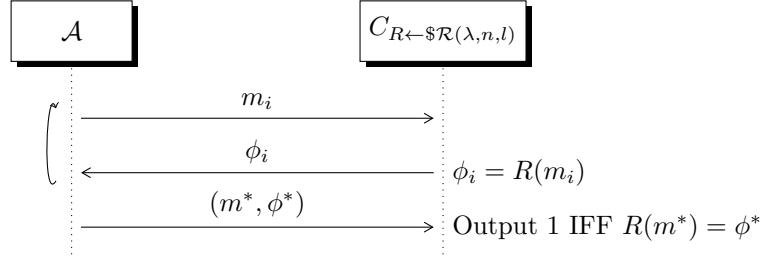 𝒜
C_{R←$ℛ(λ,n,l)}
m_i
ϕ_i
ϕ_i = R(m_i)
(m*, ϕ*)
Output 1 IFF R(m*) = ϕ*